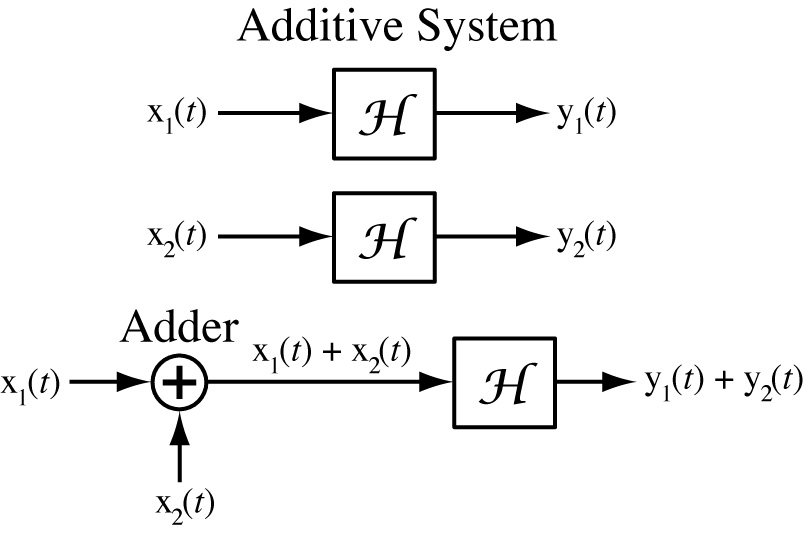 Additive System
x₁(t) ℋ y₁(t)
x₂(t) ℋ y₂(t)
Adder
x₁(t) + x₂(t)
x₁(t) + ℋ y₁(t) + y₂(t)
x₂(t)